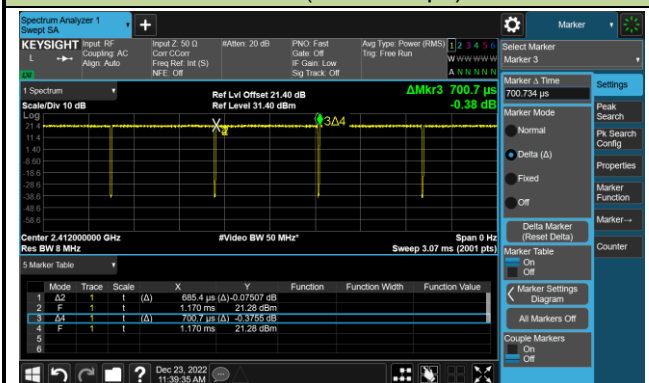 Spectrum Analyzer 1
Swept SA
+
Marker
KEYSIGHT
L
Input: RF
Coupling: AC
Align: Auto
Input Z: 50 Ω
Corr CCorr
Freq Ref: Int (S)
NFE: Off
#Atten: 20 dB
PNO: Fast
Gate: Off
IF Gain: Low
Sig Track: Off
Avg Type: Power (RMS)
Trig: Free Run
1 2 3 4 5 6
W W W W W W
A N N N N N
Select Marker
Marker 3
Marker Δ Time
700.734 μs
Settings
Peak Search
Pk Search Config
Properties
Marker Function
Marker→
Counter
Marker Mode
Normal
Delta (Δ)
Fixed
Off
Delta Marker
(Reset Delta)
Marker Table
On
Off
Marker Settings
Diagram
All Markers Off
Couple Markers
On
Off
1 Spectrum
Scale/Div 10 dB
Ref Lvl Offset 21.40 dB
Ref Level 31.40 dBm
ΔMkr3 700.7 μs
-0.38 dB
Log
21.4
11.4
1.40
-8.60
-18.6
-28.6
-38.6
-48.6
-58.6
3Δ4
Center 2.412000000 GHz
Res BW 8 MHz
#Video BW 50 MHz*
Span 0 Hz
Sweep 3.07 ms (2001 pts)
5 Marker Table
Mode Trace Scale X Y Function Function Width Function Value
1 Δ2 1 t (Δ) 685.4 μs (Δ) -0.07507 dB
2 F 1 t 1.170 ms 21.28 dBm
3 Δ4 1 t (Δ) 700.7 μs (Δ) -0.3755 dB
4 F 1 t 1.170 ms 21.28 dBm
5
6
?
Dec 23, 2022
11:39:35 AM